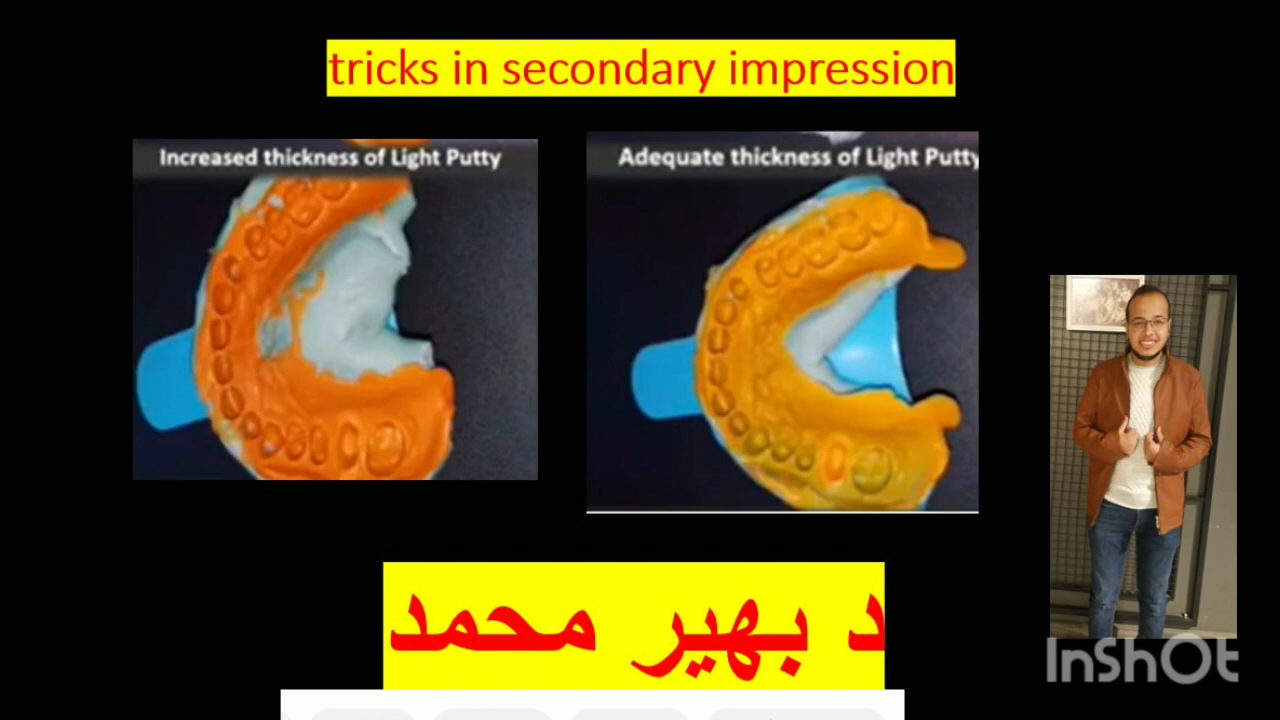 tricks in secondary impression
Increased thickness of Light Putty
Adequate thickness of Light Putty
د بهير محمد
InShOt